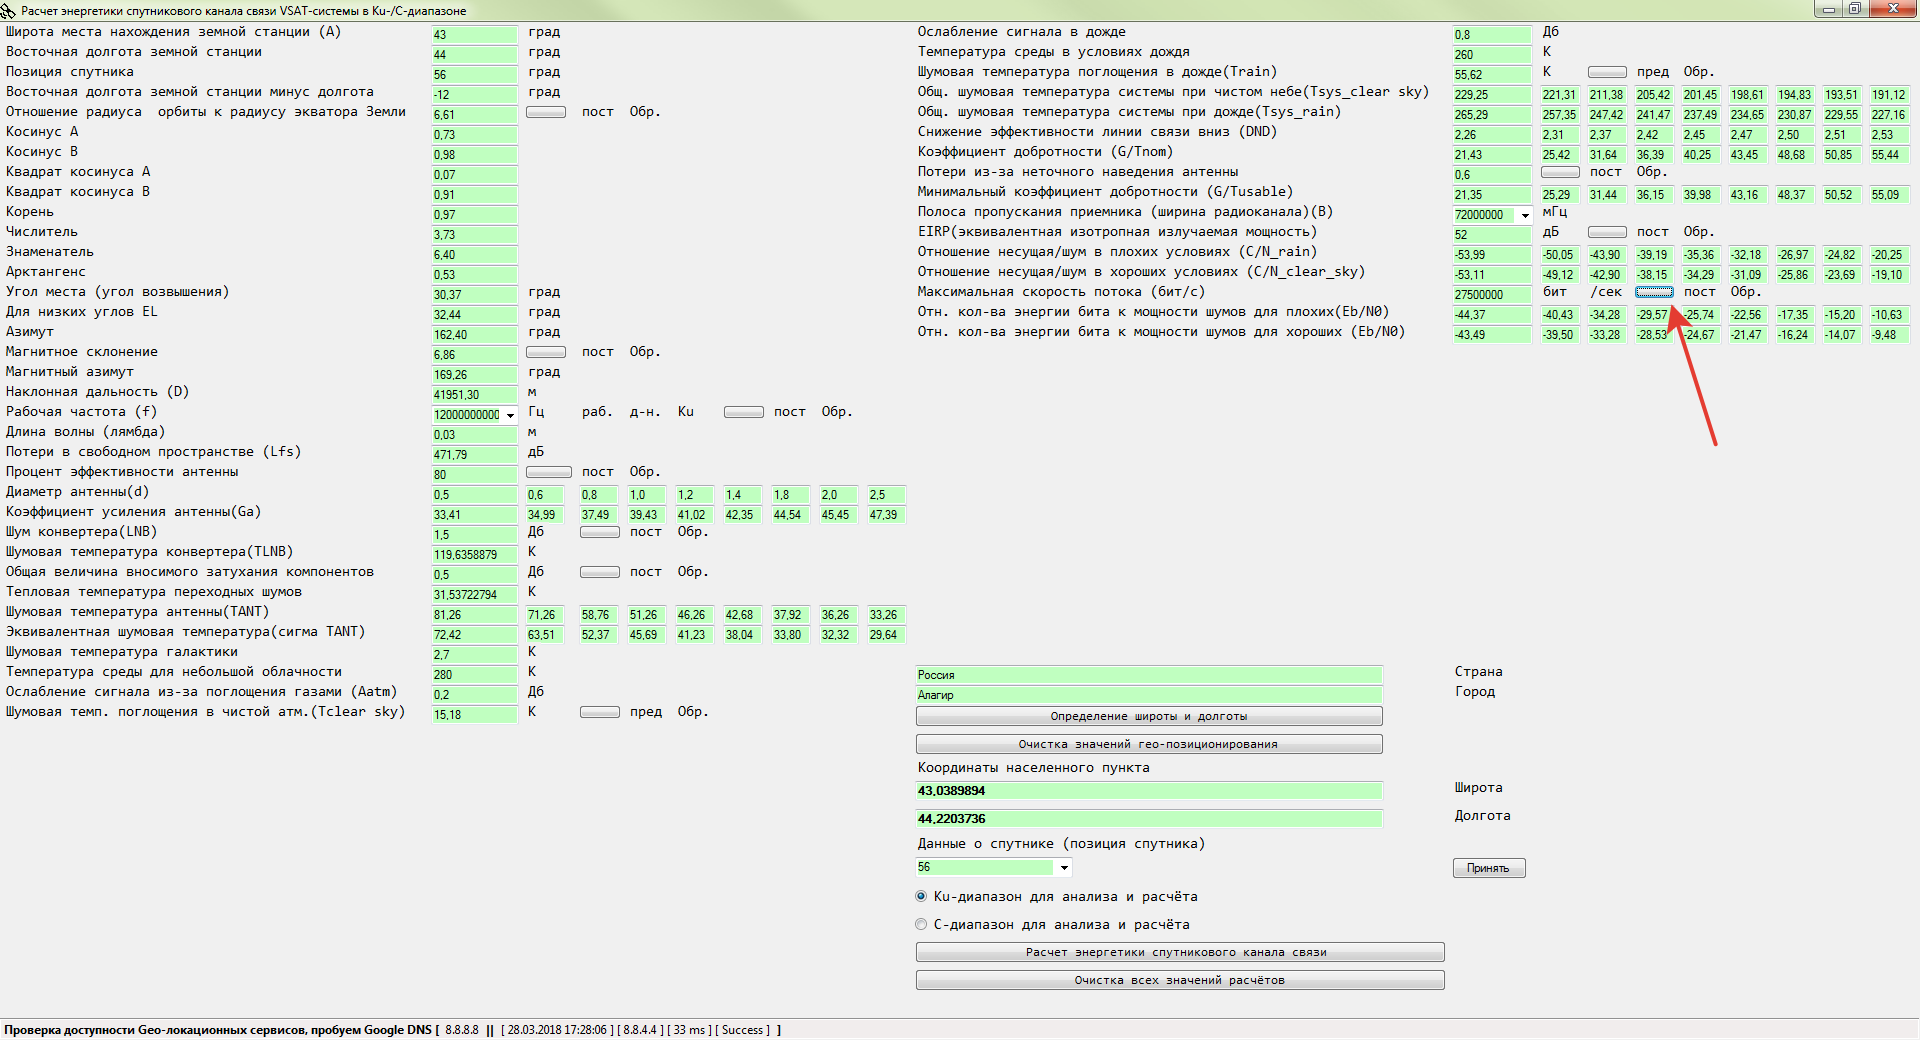 Расчет энергетики спутникового канала связи VSAT-системы в Ku-/C-диапазоне
Широта места нахождения земной станции (A) 43 град
Восточная долгота земной станции 44 град
Позиция спутника 56 град
Восточная долгота земной станции минус долгота -12 град
Отношение радиуса орбиты к радиусу экватора Земли 6,61 пост Обр.
Косинус A 0,73
Косинус B 0,98
Квадрат косинуса A 0,07
Квадрат косинуса B 0,91
Корень 0,97
Числитель 3,73
Знаменатель 6,40
Арктангенс 0,53
Угол места (угол возвышения) 30,37 град
Для низких углов EL 32,44 град
Азимут 162,40 град
Магнитное склонение 6,86 пост Обр.
Магнитный азимут 169,26 град
Наклонная дальность (D) 41951,30 м
Рабочая частота (f) 12000000000 Гц раб. д-н. Ku пост Обр.
Длина волны (лямбда) 0,03 м
Потери в свободном пространстве (Lfs) 471,79 дБ
Процент эффективности антенны 80 пост Обр.
Диаметр антенны(d) 0,5 0,6 0,8 1,0 1,2 1,4 1,8 2,0 2,5
Коэффициент усиления антенны(Ga) 33,41 34,99 37,49 39,43 41,02 42,35 44,54 45,45 47,39
Шум конвертера(LNB) 1,5 Дб пост Обр.
Шумовая температура конвертера(TLNB) 119,6358879 К
Общая величина вносимого затухания компонентов 0,5 Дб пост Обр.
Тепловая температура переходных шумов 31,53722794 К
Шумовая температура антенны(TANT) 81,26 71,26 58,76 51,26 46,26 42,68 37,92 36,26 33,26
Эквивалентная шумовая температура(сигма TANT) 72,42 63,51 52,37 45,69 41,23 38,04 33,80 32,32 29,64
Шумовая температура галактики 2,7 К
Температура среды для небольшой облачности 280 К
Ослабление сигнала из-за поглощения газами (Aatm) 0,2 Дб
Шумовая темп. поглощения в чистой атм.(Tclear sky) 15,18 К пред Обр.
Ослабление сигнала в дожде 0,8 Дб
Температура среды в условиях дождя 260 К
Шумовая температура поглощения в дожде(Train) 55,62 К пред Обр.
Общ. шумовая температура системы при чистом небе(Tsys_clear sky) 229,25 221,31 211,38 205,42 201,45 198,61 194,83 193,51 191,12
Общ. шумовая температура системы при дожде(Tsys_rain) 265,29 257,35 247,42 241,47 237,49 234,65 230,87 229,55 227,16
Снижение эффективности линии связи вниз (DND) 2,26 2,31 2,37 2,42 2,45 2,47 2,50 2,51 2,53
Коэффициент добротности (G/Tnom) 21,43 25,42 31,64 36,39 40,25 43,45 48,68 50,85 55,44
Потери из-за неточного наведения антенны 0,6 пост Обр.
Минимальный коэффициент добротности (G/Tusable) 21,35 25,29 31,44 36,15 39,98 43,16 48,37 50,52 55,09
Полоса пропускания приемника (ширина радиоканала)(B) 72000000 мГц
EIRP(эквивалентная изотропная излучаемая мощность) 52 дБ пост Обр.
Отношение несущая/шум в плохих условиях (C/N_rain) -53,99 -50,05 -43,90 -39,19 -35,36 -32,18 -26,97 -24,82 -20,25
Отношение несущая/шум в хороших условиях (C/N_clear_sky) -53,11 -49,12 -42,90 -38,15 -34,29 -31,09 -25,86 -23,69 -19,10
Максимальная скорость потока (бит/с) 27500000 бит /сек пост Обр.
Отн. кол-ва энергии бита к мощности шумов для плохих(Eb/N0) -44,37 -40,43 -34,28 -29,57 -25,74 -22,56 -17,35 -15,20 -10,63
Отн. кол-ва энергии бита к мощности шумов для хороших (Eb/N0) -43,49 -39,50 -33,28 -28,53 -24,67 -21,47 -16,24 -14,07 -9,48
Россия Страна
Алагир Город
Определение широты и долготы
Очистка значений гео-позиционирования
Координаты населенного пункта
43,0389894 Широта
44,2203736 Долгота
Данные о спутнике (позиция спутника)
56 Принять
Ku-диапазон для анализа и расчёта
C-диапазон для анализа и расчёта
Расчет энергетики спутникового канала связи
Очистка всех значений расчётов
Проверка доступности Geo-локационных сервисов, пробуем Google DNS [ 8.8.8.8 || [ 28.03.2018 17:28:06 ] [ 8.8.4.4 ] [ 33 ms ] [ Success ] ]